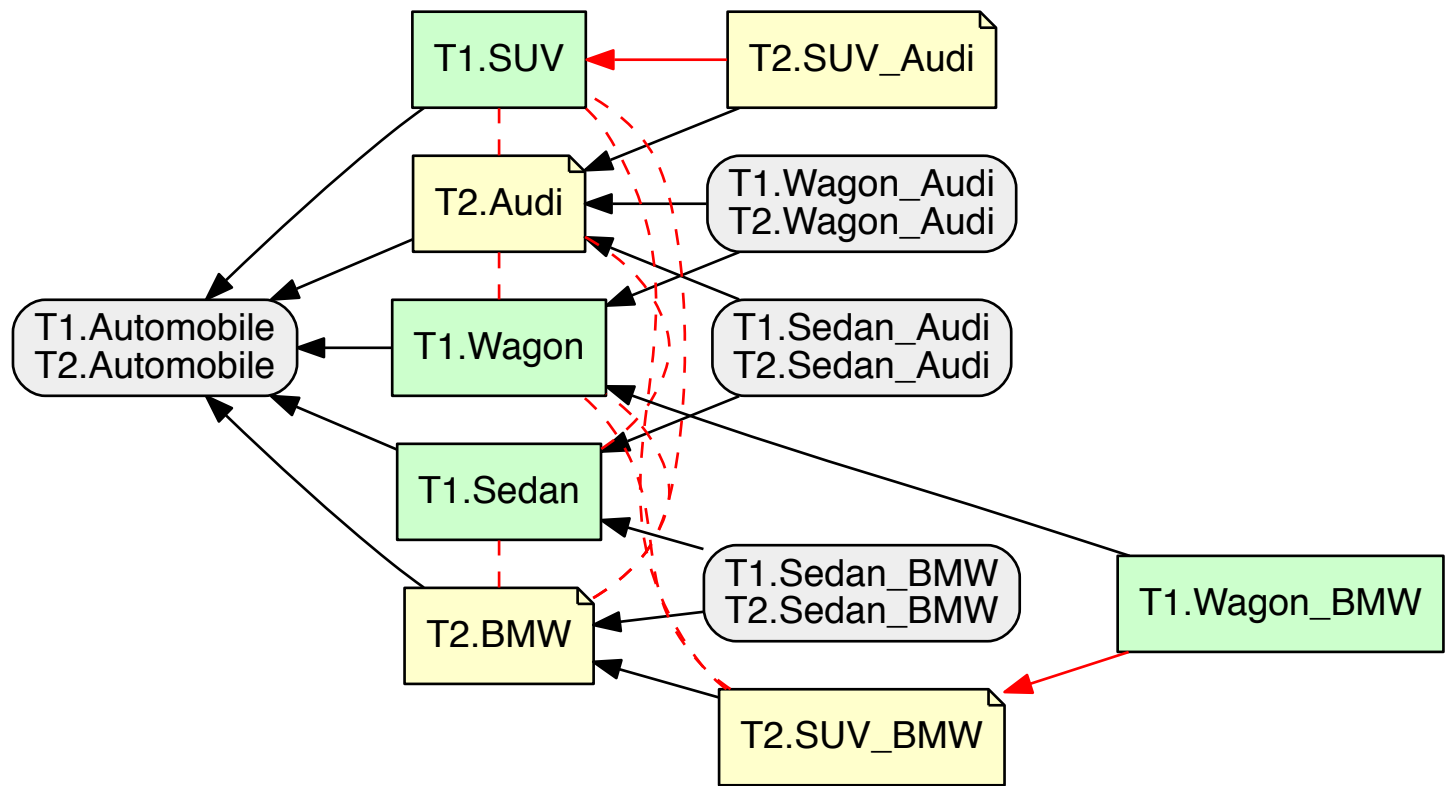 T1.SUV
T2.SUV_Audi
T2.Audi
T1.Wagon_Audi
T2.Wagon_Audi
T1.Automobile
T2.Automobile
T1.Wagon
T1.Sedan_Audi
T2.Sedan_Audi
T1.Sedan
T1.Sedan_BMW
T2.Sedan_BMW
T1.Wagon_BMW
T2.BMW
T2.SUV_BMW